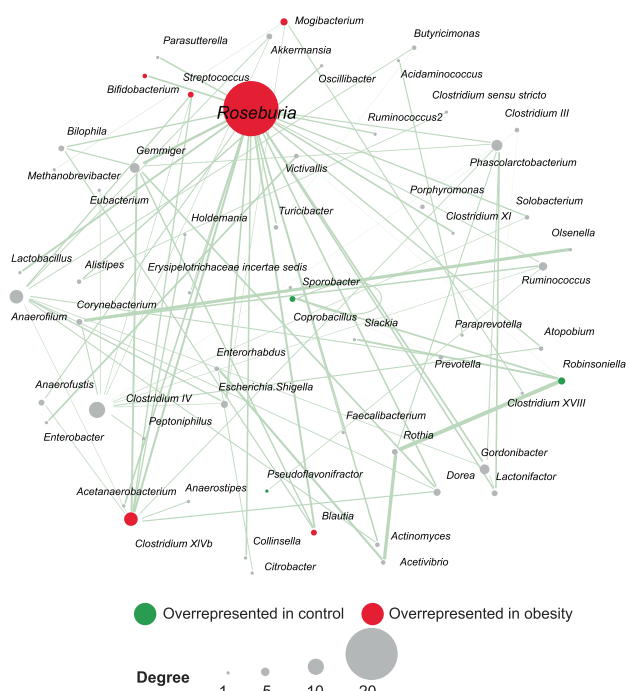 Mogibacterium
Butyricimonas
Parasutterella
Akkermansia
Acidaminococcus
Streptococcus
Oscillibacter
Bifidobacterium
Clostridium sensu stricto
Roseburia
Ruminococcus2
Clostridium III
Bilophila
Gemmiger
Phascolarctobacterium
Victivallis
Methanobrevibacter
Porphyromonas
Eubacterium
Solobacterium
Turicibacter
Holdemania
Clostridium XI
Olsenella
Lactobacillus
Alistipes
Erysipelotrichaceae incertae sedis
Sporobacter
Ruminococcus
Corynebacterium
Anaerofilum
Coprobacillus
Slackia
Paraprevotella
Atopobium
Enterorhabdus
Prevotella
Robinsoniella
Anaerofustis
Escherichia.Shigella
Clostridium IV
Clostridium XVIII
Faecalibacterium
Peptoniphilus
Enterobacter
Rothia
Gordonibacter
Pseudoflavonifractor
Dorea
Lactonifactor
Acetanaerobacterium
Anaerostipes
Blautia
Clostridium XIVb
Collinsella
Actinomyces
Citrobacter
Acetivibrio
Overrepresented in control
Overrepresented in obesity
Degree
1 5 10 20